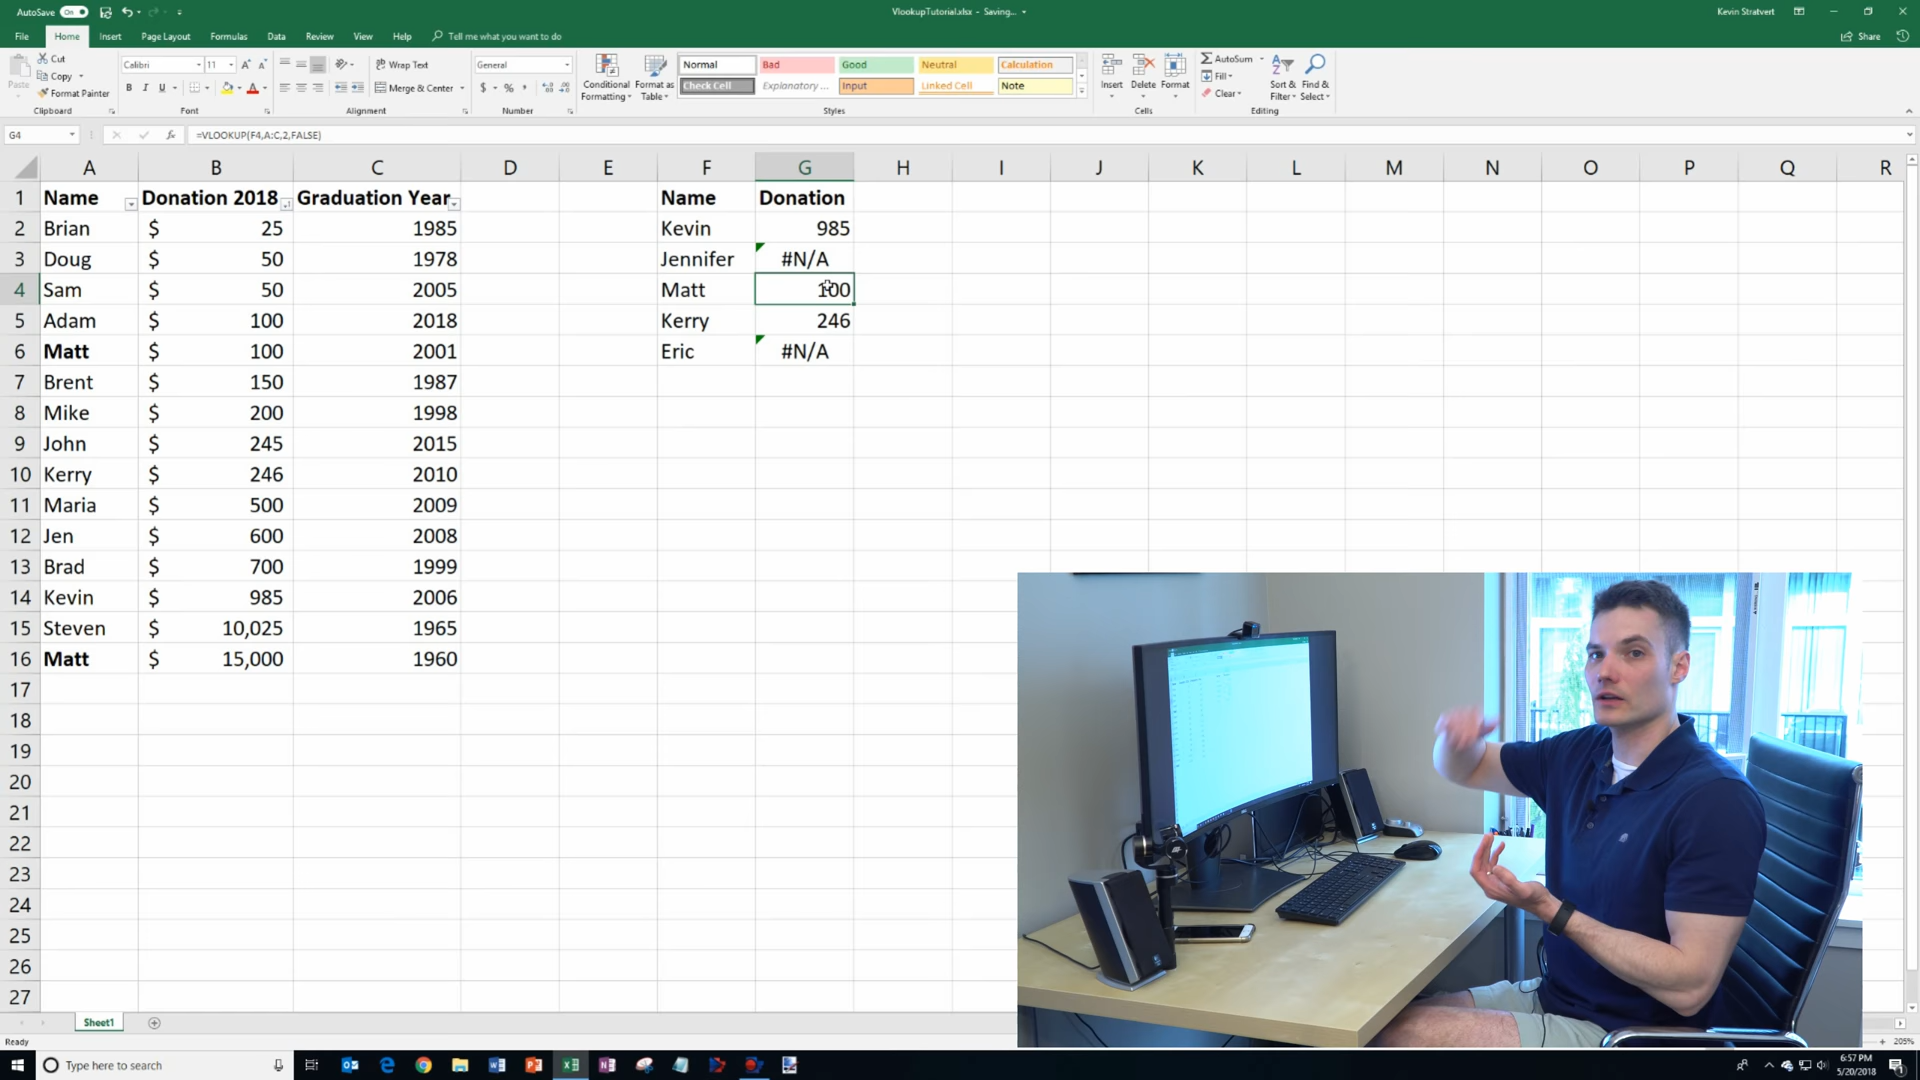 AutoSave On VlookupTutorial.xlsx - Saving... Kevin Stratvert
File Home Insert Page Layout Formulas Data Review View Help Tell me what you want to do Share
Cut Calibri 11 Wrap Text General Normal Bad Good Neutral Calculation AutoSum
Paste Copy Conditional Formatting Format as Table Insert Delete Format Fill Sort & Filter Find & Select
Format Painter B I U Merge & Center $ % , Check Cell Explanatory ... Input Linked Cell Note Clear
Clipboard Font Alignment Number Styles Cells Editing
G4 fx =VLOOKUP(F4,A:C,2,FALSE)
A B C D E F G H I J K L M N O P Q R
1 Name Donation 2018 Graduation Year Name Donation
2 Brian $ 25 1985 Kevin 985
3 Doug $ 50 1978 Jennifer #N/A
4 Sam $ 50 2005 Matt 100
5 Adam $ 100 2018 Kerry 246
6 Matt $ 100 2001 Eric #N/A
7 Brent $ 150 1987
8 Mike $ 200 1998
9 John $ 245 2015
10 Kerry $ 246 2010
11 Maria $ 500 2009
12 Jen $ 600 2008
13 Brad $ 700 1999
14 Kevin $ 985 2006
15 Steven $ 10,025 1965
16 Matt $ 15,000 1960
17
18
19
20
21
22
23
24
25
26
27
Sheet1
Ready 205%
Type here to search 6:57 PM
5/20/2018